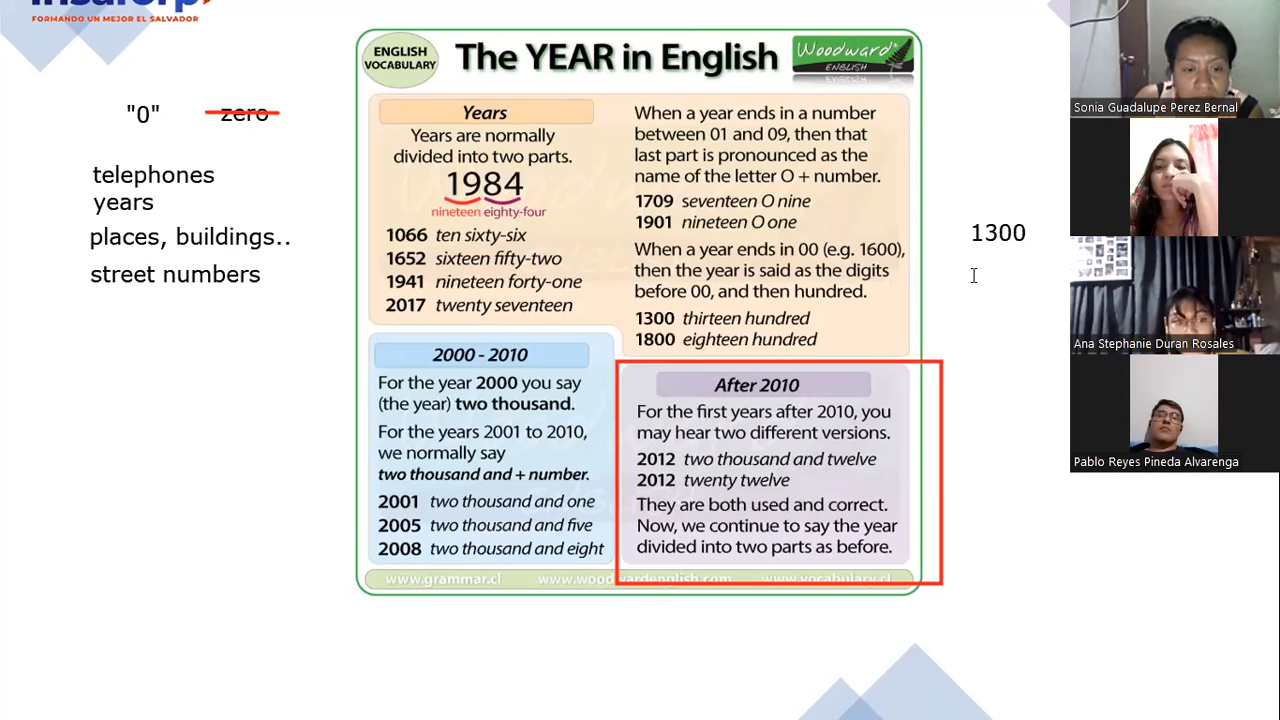 FORMANDO UN MEJOR EL SALVADOR
"0" zero
telephones
years
places, buildings..
street numbers
ENGLISH
VOCABULARY
The YEAR in English
Woodward
ENGLISH
Years
Years are normally
divided into two parts.
1984
nineteen eighty-four
1066 ten sixty-six
1652 sixteen fifty-two
1941 nineteen forty-one
2017 twenty seventeen
When a year ends in a number
between 01 and 09, then that
last part is pronounced as the
name of the letter O + number.
1709 seventeen O nine
1901 nineteen O one
When a year ends in 00 (e.g. 1600),
then the year is said as the digits
before 00, and then hundred.
1300 thirteen hundred
1800 eighteen hundred
2000 - 2010
For the year 2000 you say
(the year) two thousand.
For the years 2001 to 2010,
we normally say
two thousand and + number.
2001 two thousand and one
2005 two thousand and five
2008 two thousand and eight
After 2010
For the first years after 2010, you
may hear two different versions.
2012 two thousand and twelve
2012 twenty twelve
They are both used and correct.
Now, we continue to say the year
divided into two parts as before.
www.grammar.cl www.woodwardenglish.com www.vocabulary.cl
1300
Sonia Guadalupe Perez Bernal
Ana Stephanie Duran Rosales
Pablo Reyes Pineda Alvarenga